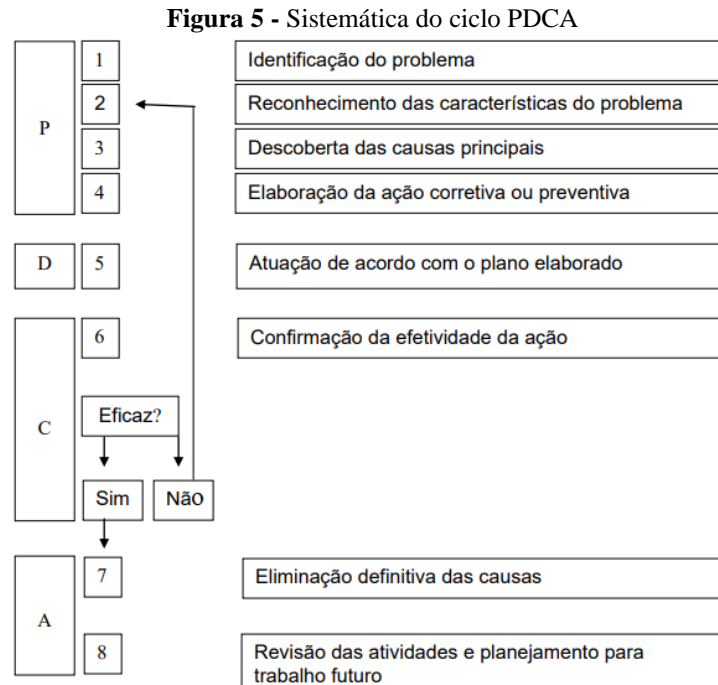 Figura 5 - Sistemática do ciclo PDCA
P
1 Identificação do problema
2 Reconhecimento das características do problema
3 Descoberta das causas principais
4 Elaboração da ação corretiva ou preventiva
D
5 Atuação de acordo com o plano elaborado
C
6 Confirmação da efetividade da ação
Eficaz?
Sim Não
A
7 Eliminação definitiva das causas
8 Revisão das atividades e planejamento para
trabalho futuro